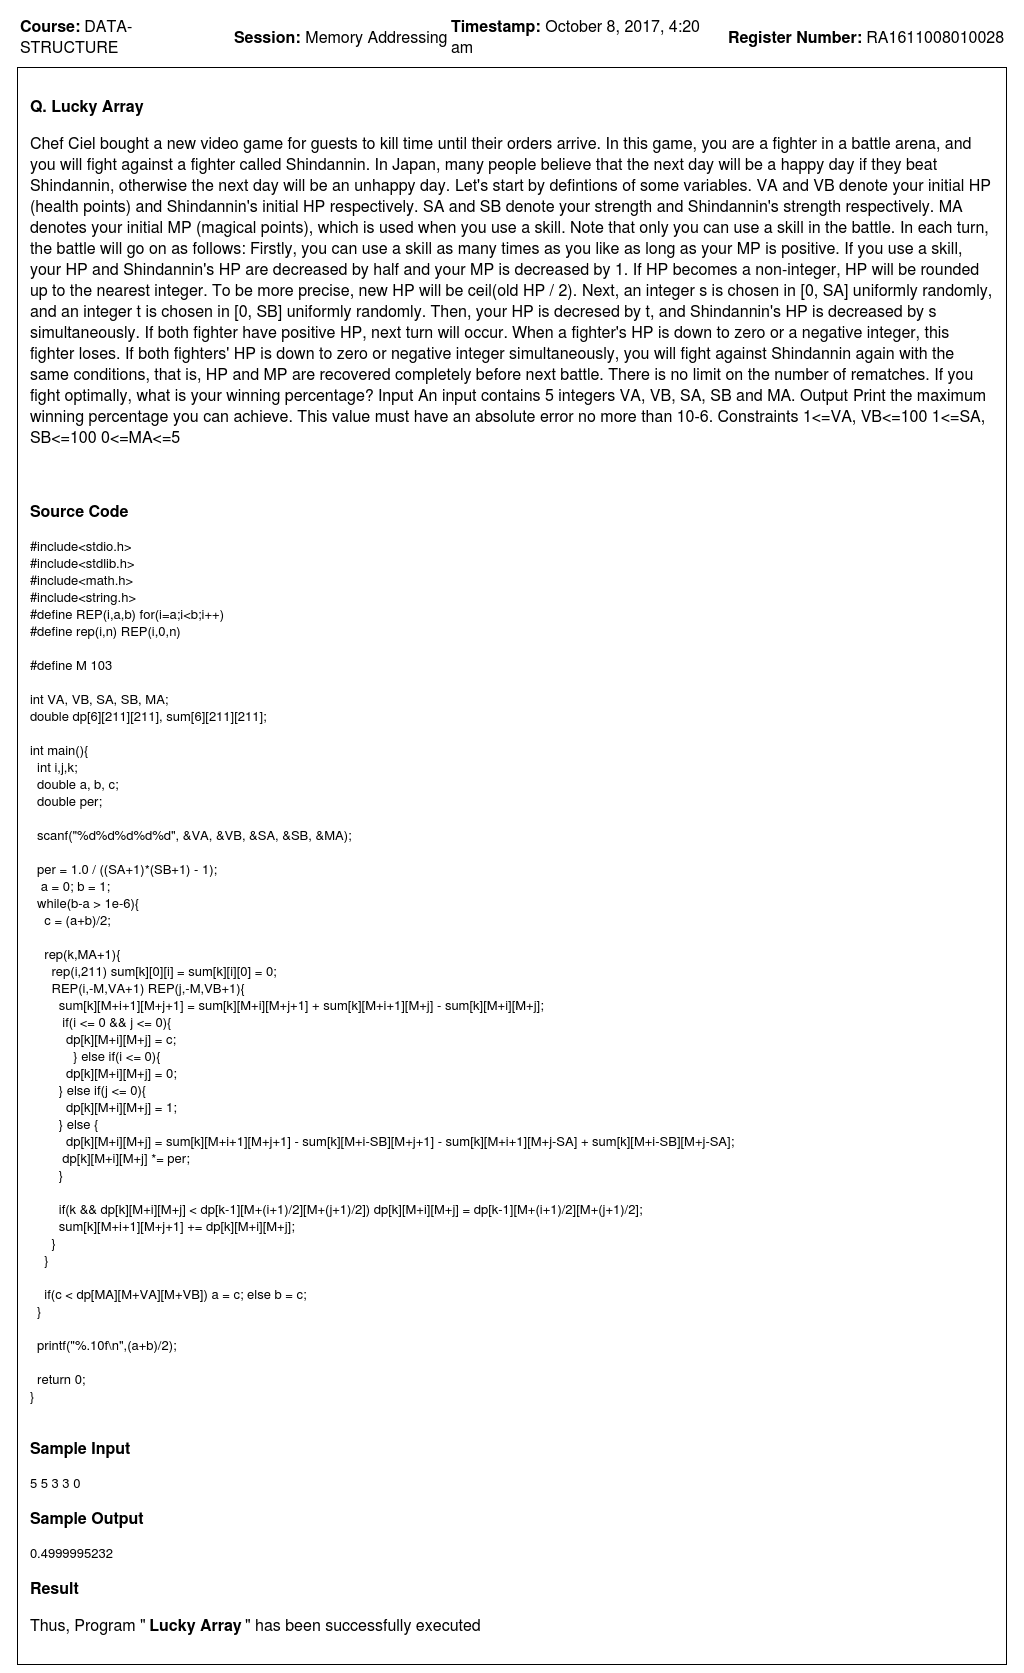 Course: DATA-STRUCTURE Session: Memory Addressing Timestamp: October 8, 2017, 4:20 am Register Number: RA1611008010028
Q. Lucky Array
Chef Ciel bought a new video game for guests to kill time until their orders arrive. In this game, you are a fighter in a battle arena, and
you will fight against a fighter called Shindannin. In Japan, many people believe that the next day will be a happy day if they beat
Shindannin, otherwise the next day will be an unhappy day. Let's start by defintions of some variables. VA and VB denote your initial HP
(health points) and Shindannin's initial HP respectively. SA and SB denote your strength and Shindannin's strength respectively. MA
denotes your initial MP (magical points), which is used when you use a skill. Note that only you can use a skill in the battle. In each turn,
the battle will go on as follows: Firstly, you can use a skill as many times as you like as long as your MP is positive. If you use a skill,
your HP and Shindannin's HP are decreased by half and your MP is decreased by 1. If HP becomes a non-integer, HP will be rounded
up to the nearest integer. To be more precise, new HP will be ceil(old HP / 2). Next, an integer s is chosen in [0, SA] uniformly randomly,
and an integer t is chosen in [0, SB] uniformly randomly. Then, your HP is decresed by t, and Shindannin's HP is decreased by s
simultaneously. If both fighter have positive HP, next turn will occur. When a fighter's HP is down to zero or a negative integer, this
fighter loses. If both fighters' HP is down to zero or negative integer simultaneously, you will fight against Shindannin again with the
same conditions, that is, HP and MP are recovered completely before next battle. There is no limit on the number of rematches. If you
fight optimally, what is your winning percentage? Input An input contains 5 integers VA, VB, SA, SB and MA. Output Print the maximum
winning percentage you can achieve. This value must have an absolute error no more than 10-6. Constraints 1<=VA, VB<=100 1<=SA,
SB<=100 0<=MA<=5
Source Code
#include<stdio.h>
#include<stdlib.h>
#include<math.h>
#include<string.h>
#define REP(i,a,b) for(i=a;i<b;i++)
#define rep(i,n) REP(i,0,n)
#define M 103
int VA, VB, SA, SB, MA;
double dp[6][211][211], sum[6][211][211];
int main(){
int i,j,k;
double a, b, c;
double per;
scanf("%d%d%d%d%d", &VA, &VB, &SA, &SB, &MA);
per = 1.0 / ((SA+1)*(SB+1) - 1);
a = 0; b = 1;
while(b-a > 1e-6){
c = (a+b)/2;
rep(k,MA+1){
rep(i,211) sum[k][0][i] = sum[k][i][0] = 0;
REP(i,-M,VA+1) REP(j,-M,VB+1){
sum[k][M+i+1][M+j+1] = sum[k][M+i][M+j+1] + sum[k][M+i+1][M+j] - sum[k][M+i][M+j];
if(i <= 0 && j <= 0){
dp[k][M+i][M+j] = c;
} else if(i <= 0){
dp[k][M+i][M+j] = 0;
} else if(j <= 0){
dp[k][M+i][M+j] = 1;
} else {
dp[k][M+i][M+j] = sum[k][M+i+1][M+j+1] - sum[k][M+i-SB][M+j+1] - sum[k][M+i+1][M+j-SA] + sum[k][M+i-SB][M+j-SA];
dp[k][M+i][M+j] *= per;
}
if(k && dp[k][M+i][M+j] < dp[k-1][M+(i+1)/2][M+(j+1)/2]) dp[k][M+i][M+j] = dp[k-1][M+(i+1)/2][M+(j+1)/2];
sum[k][M+i+1][M+j+1] += dp[k][M+i][M+j];
}
}
if(c < dp[MA][M+VA][M+VB]) a = c; else b = c;
}
printf("%.10f\n",(a+b)/2);
return 0;
}
Sample Input
5 5 3 3 0
Sample Output
0.4999995232
Result
Thus, Program " Lucky Array " has been successfully executed